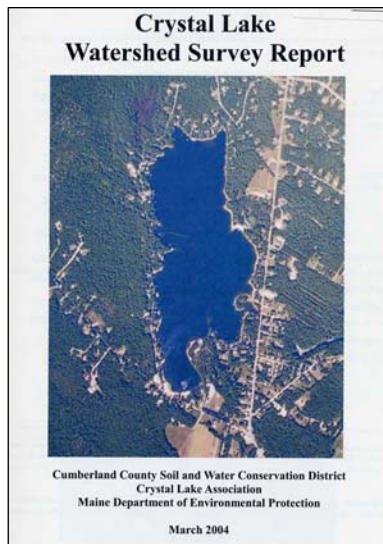 Crystal Lake
Watershed Survey Report
Cumberland County Soil and Water Conservation District
Crystal Lake Association
Maine Department of Environmental Protection
March 2004